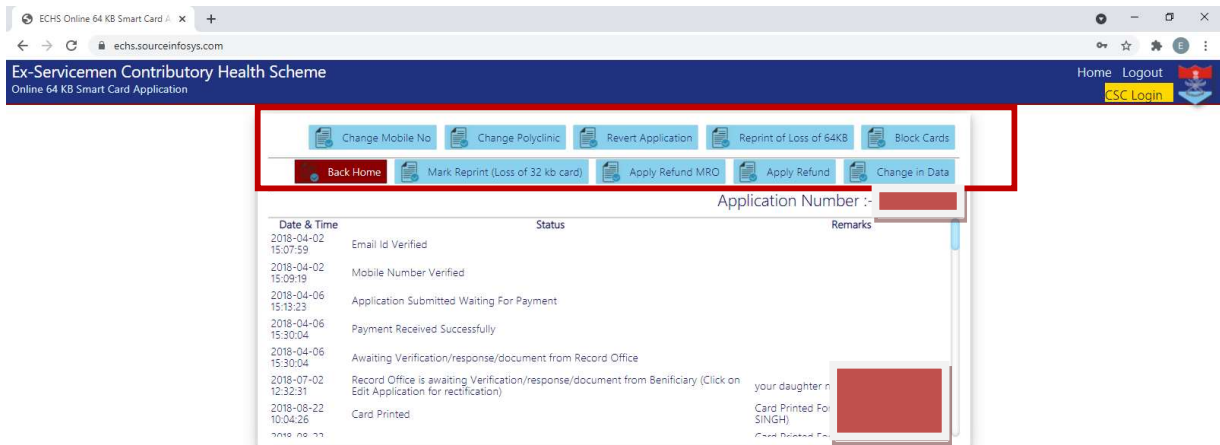 ECHS Online 64 KB Smart Card A
echs.sourceinfosys.com
E
Ex-Servicemen Contributory Health Scheme
Online 64 KB Smart Card Application
Home Logout
CSC Login
Change Mobile No Change Polyclinic Revert Application Reprint of Loss of 64KB Block Cards
Back Home Mark Reprint (Loss of 32 kb card) Apply Refund MRO Apply Refund Change in Data
Application Number :-
Date & Time Status Remarks
2018-04-02
15:07:59
Email Id Verified
2018-04-02
15:09:19
Mobile Number Verified
2018-04-06
15:13:23
Application Submitted Waiting For Payment
2018-04-06
15:30:04
Payment Received Successfully
2018-04-06
15:30:04
Awaiting Verification/response/document from Record Office
2018-07-02
12:32:31
Record Office is awaiting Verification/response/document from Benificiary (Click on
Edit Application for rectification)
your daughter
2018-08-22
10:04:26
Card Printed
Card Printed For
SINGH)